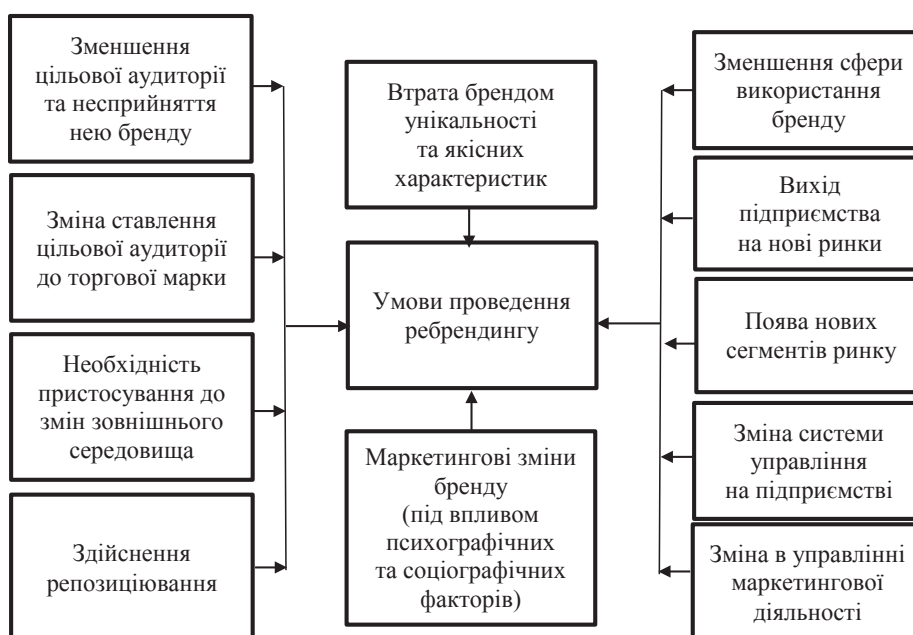 Зменшення
цільової аудиторії
та несприйняття
нею бренду
Зміна ставлення
цільової аудиторії
до торгової марки
Необхідність
пристосування до
змін зовнішнього
середовища
Здійснення
репозиціювання
Втрата брендом
унікальності
та якісних
характеристик
Умови проведення
ребрендингу
Маркетингові зміни
бренду
(під впливом
психографічних
та соціографічних
факторів)
Зменшення сфери
використання
бренду
Вихід
підприємства
на нові ринки
Поява нових
сегментів ринку
Зміна системи
управління
на підприємстві
Зміна в управлінні
маркетингової
діяльності